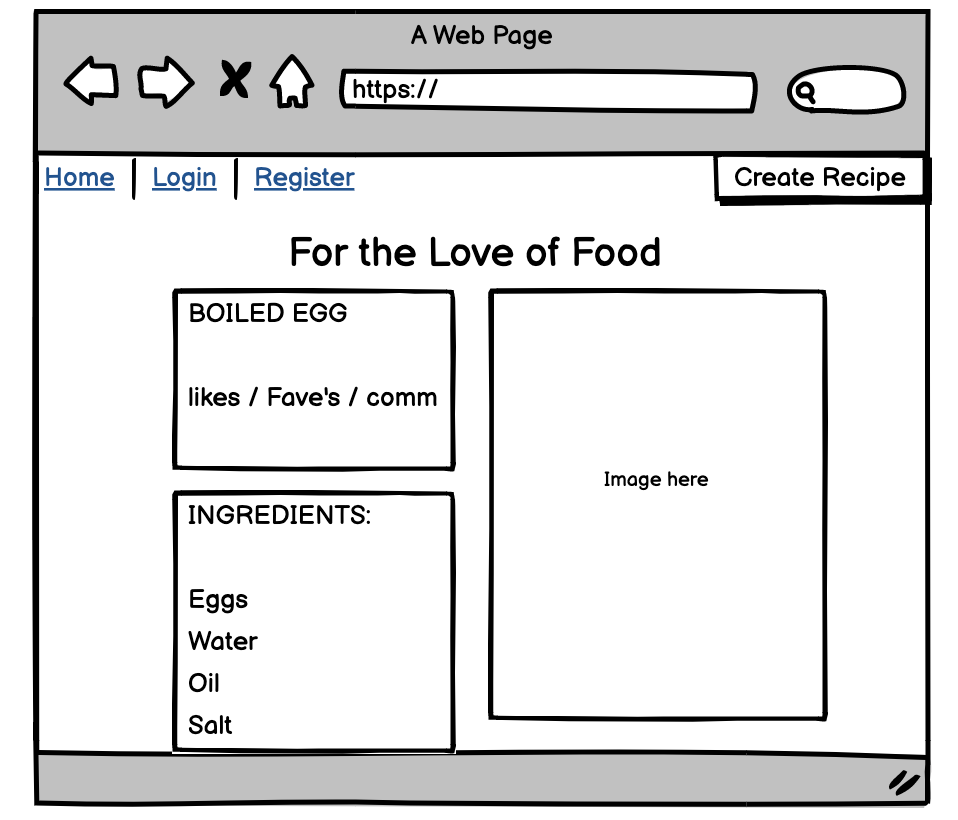 A Web Page
https://
Home
Login
Register
Create Recipe
For the Love of Food
BOILED EGG
likes / Fave's / comm
Image here
INGREDIENTS:
Eggs
Water
Oil
Salt